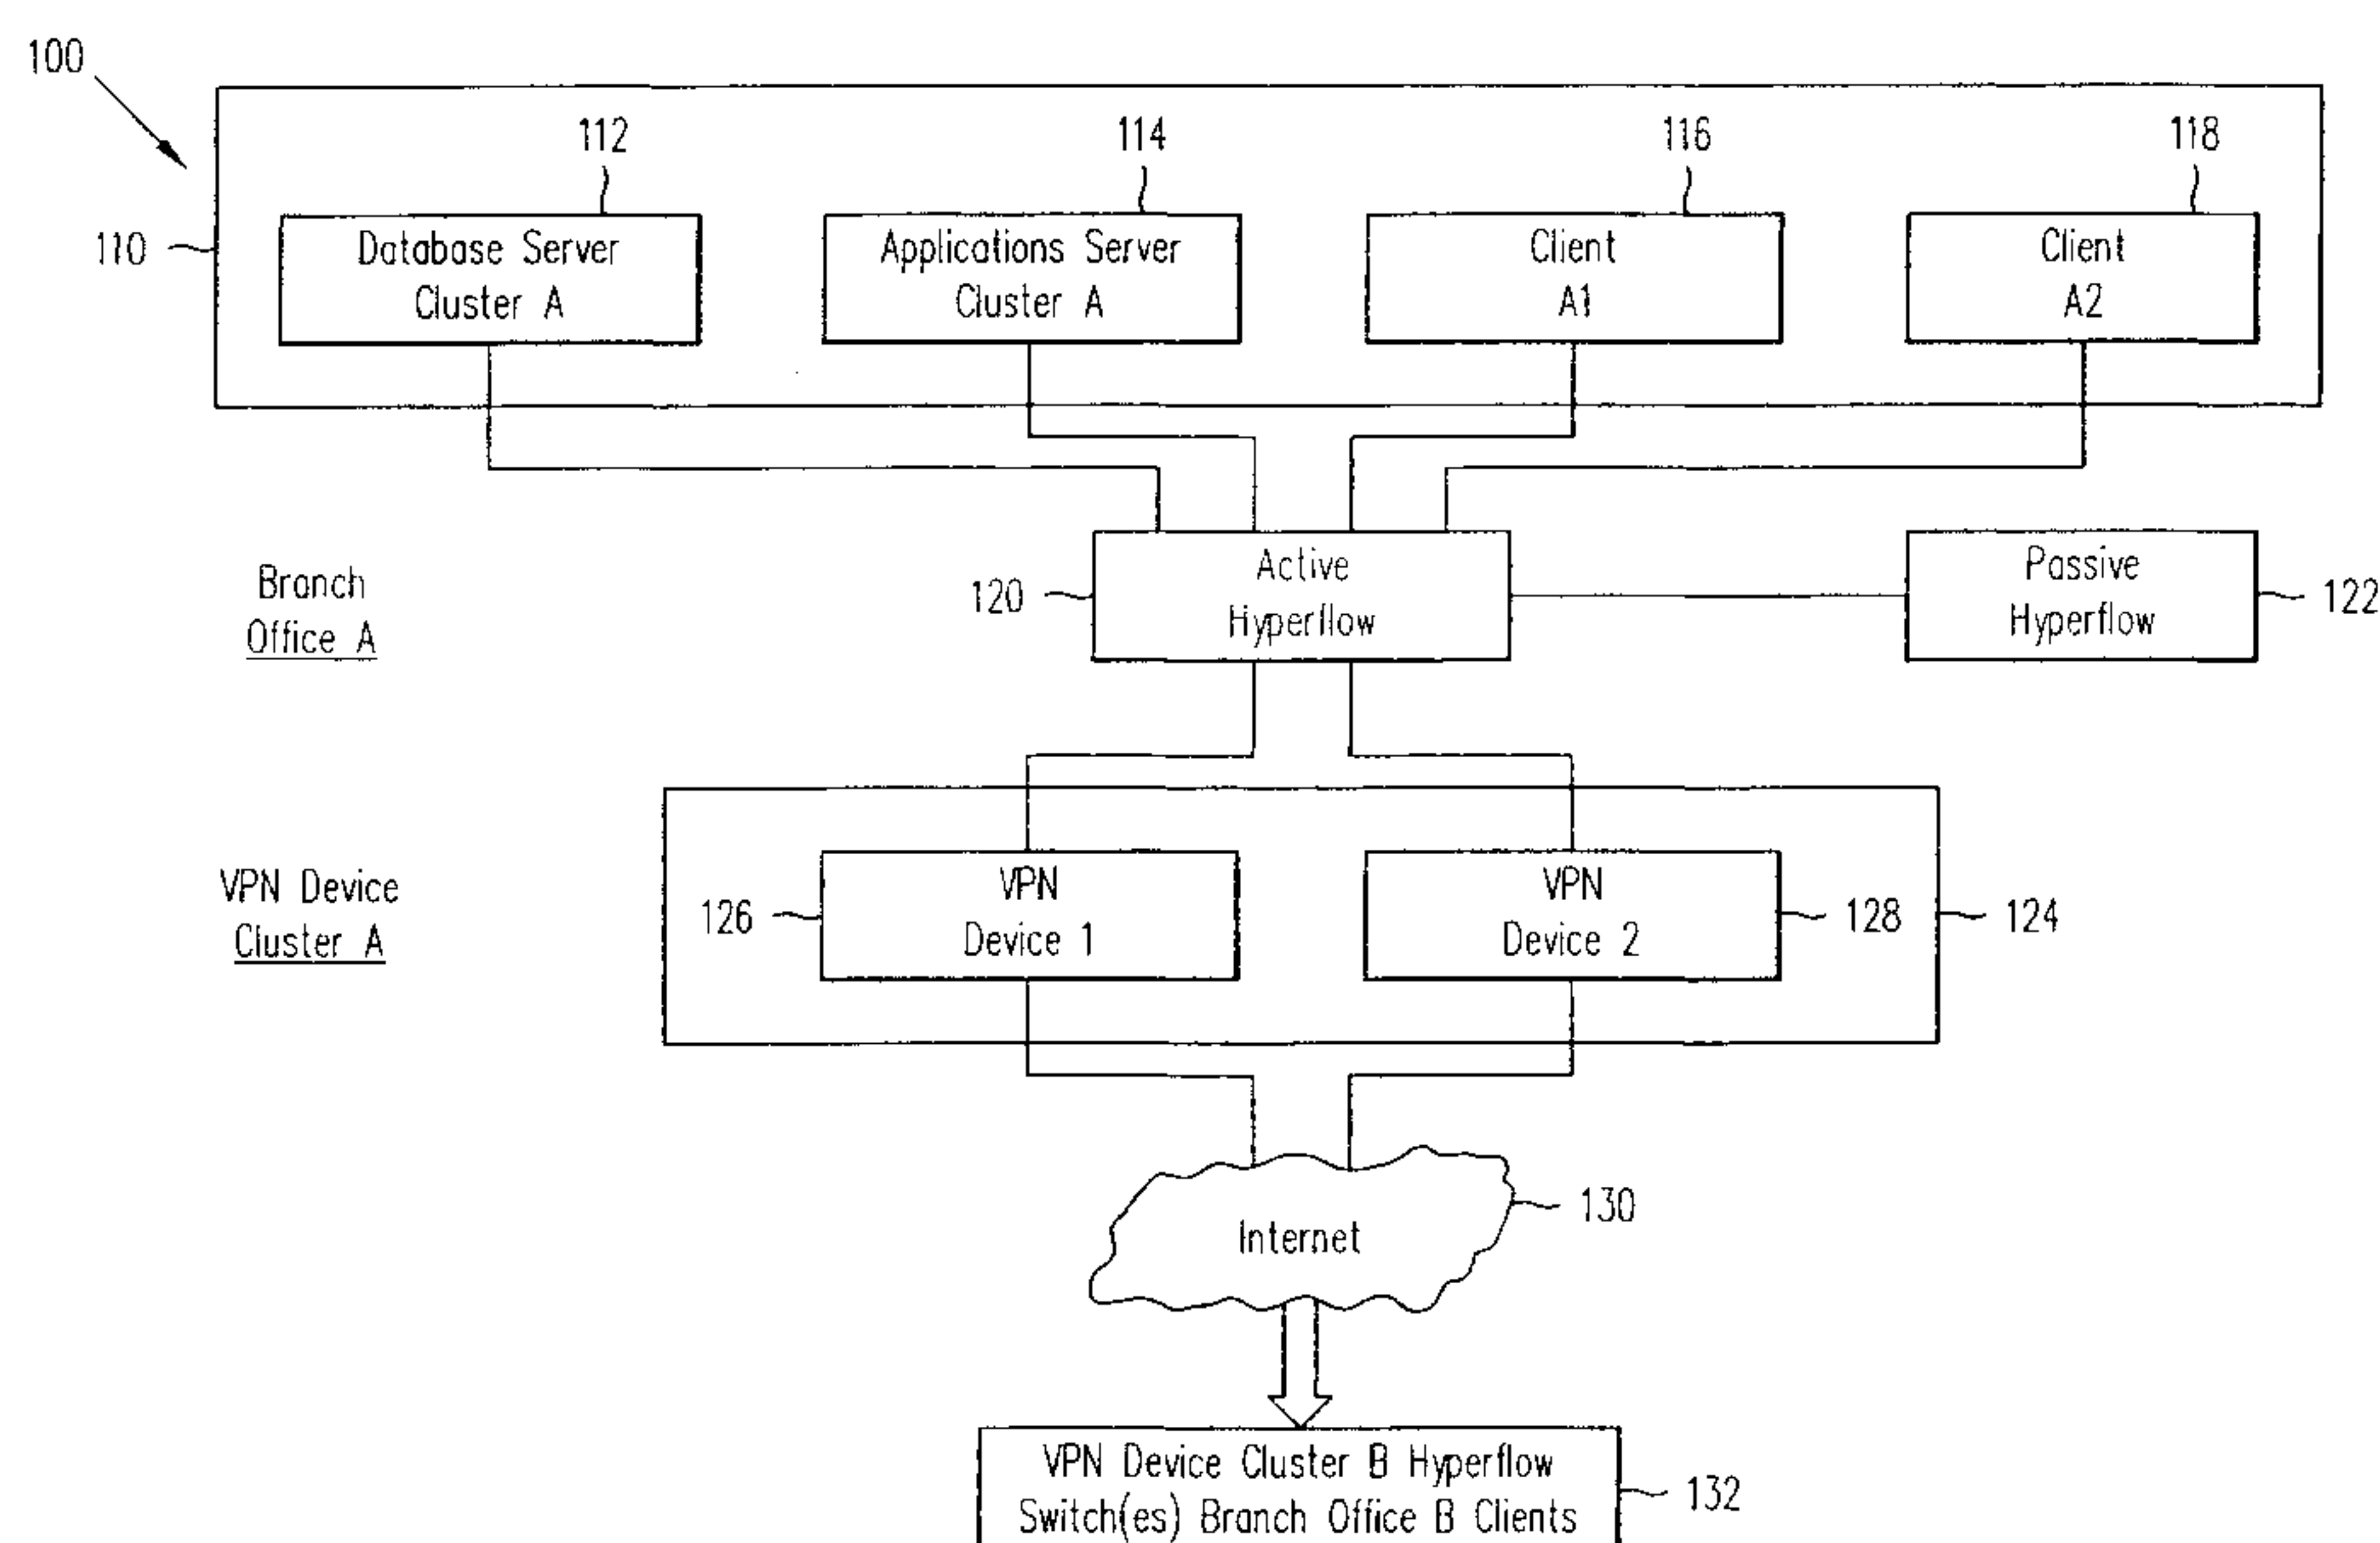 100
112
114
116
118
110
Database Server
Cluster A
Applications Server
Cluster A
Client
A1
Client
A2
Branch
Office A
120
Active
Hyperflow
Passive
Hyperflow
122
VPN Device
Cluster A
126
VPN
Device 1
VPN
Device 2
128
124
Internet
130
VPN Device Cluster B Hyperflow
Switch(es) Branch Office B Clients
132